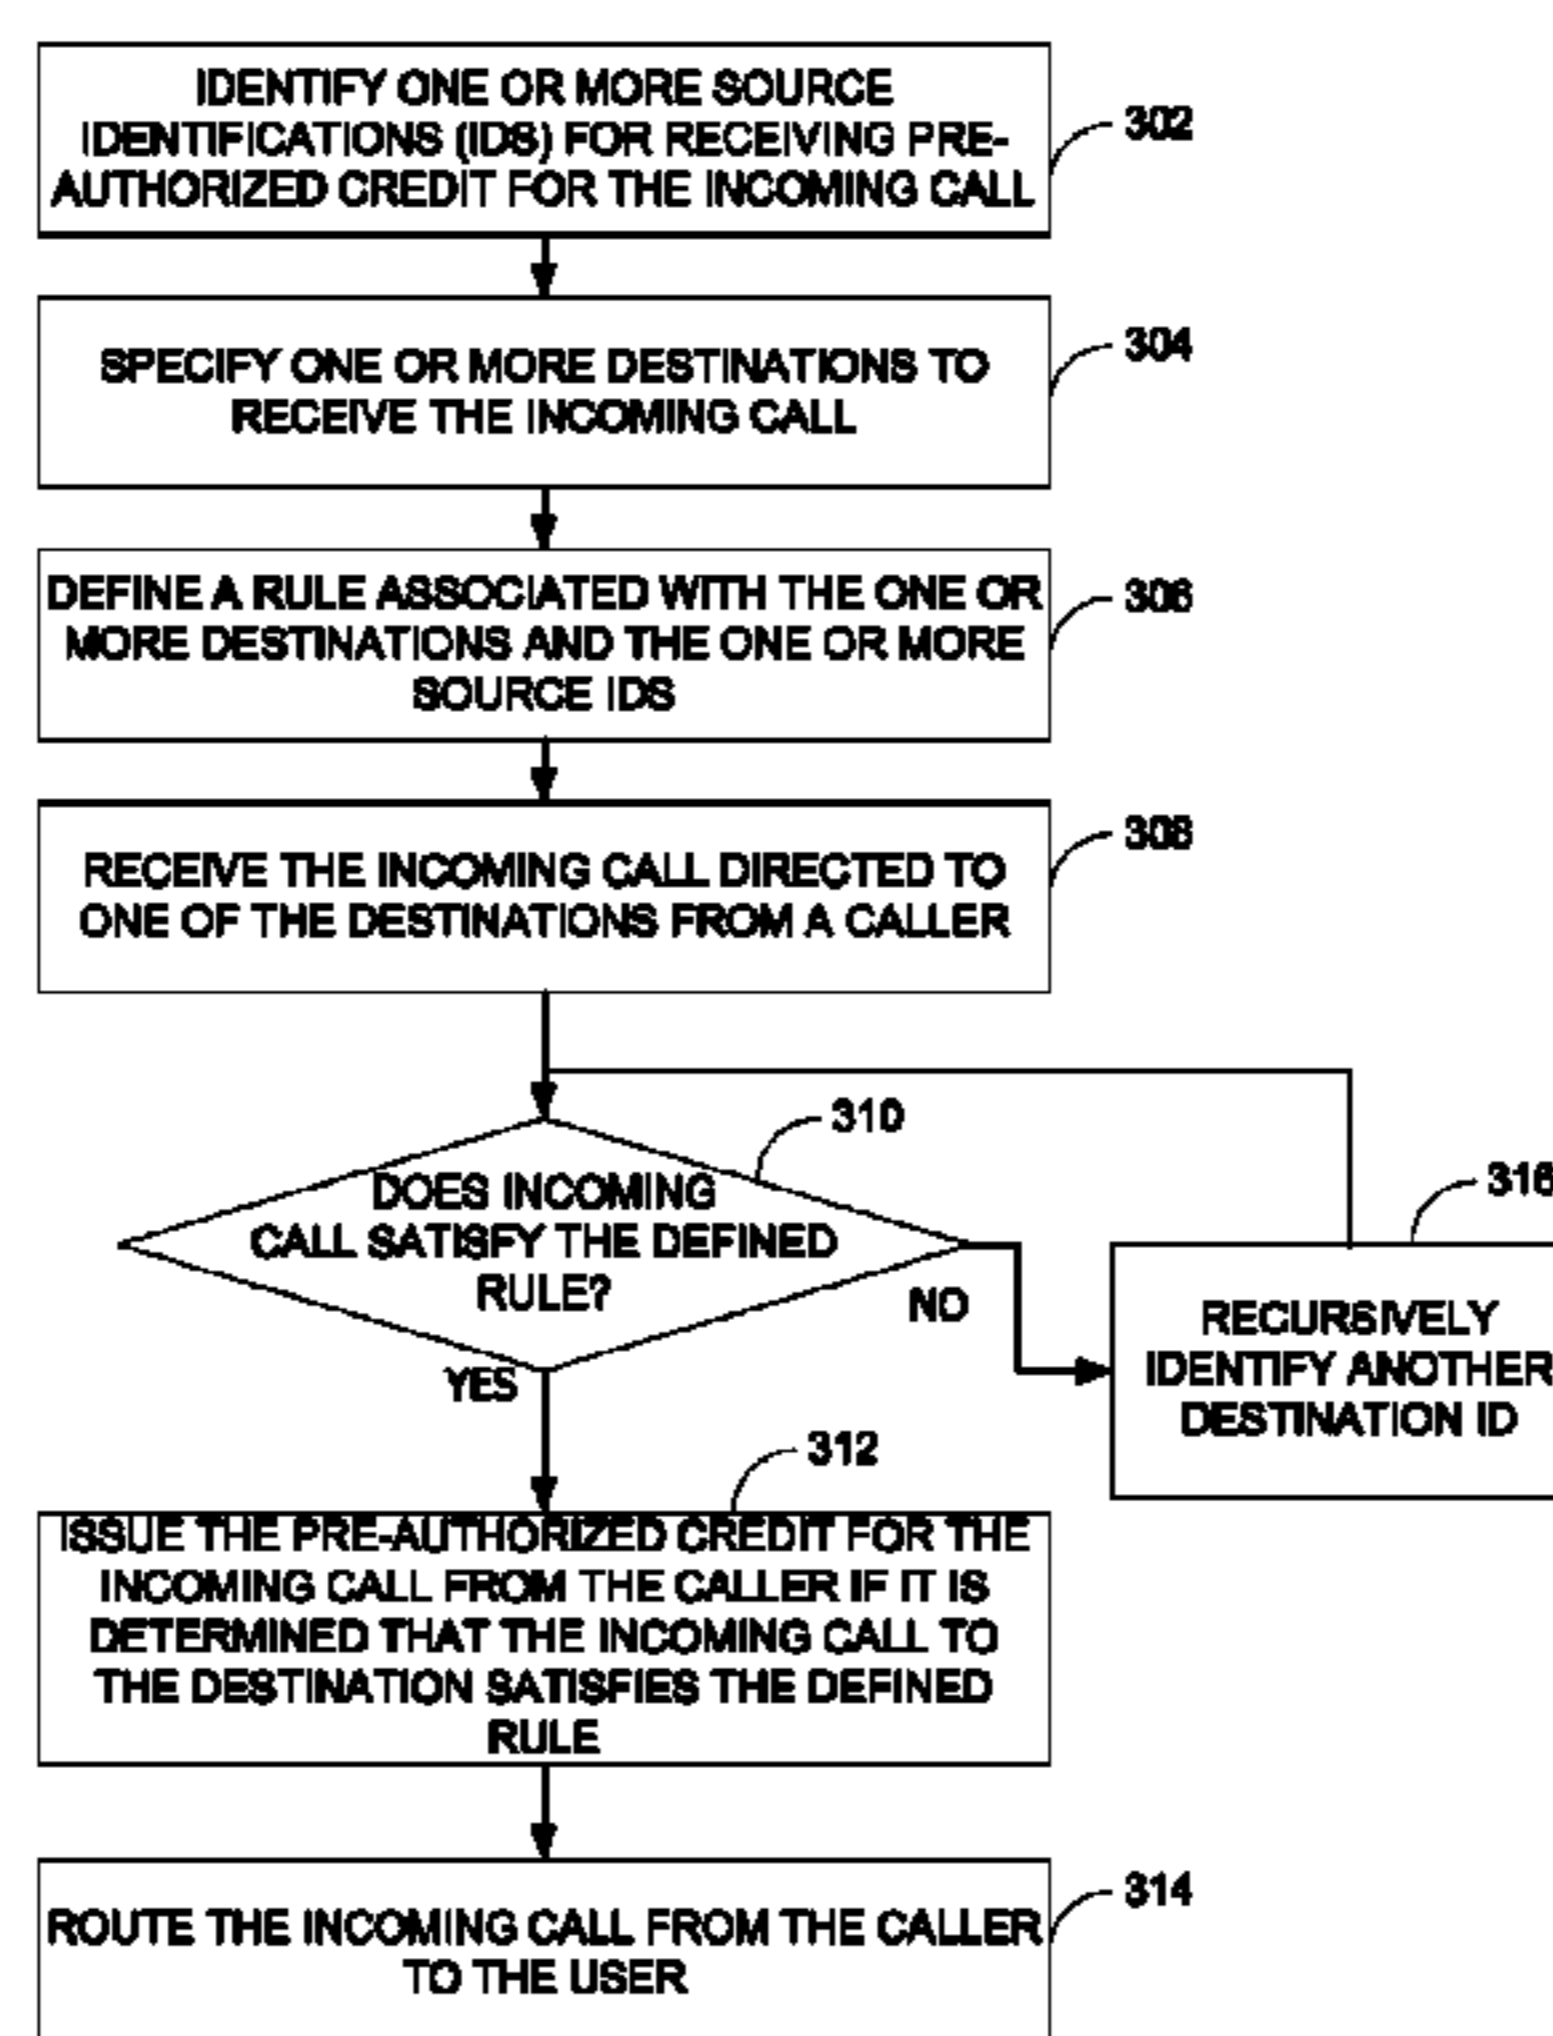 IDENTIFY ONE OR MORE SOURCE
IDENTIFICATIONS (IDS) FOR RECEIVING PRE-
AUTHORIZED CREDIT FOR THE INCOMING CALL
302
SPECIFY ONE OR MORE DESTINATIONS TO
RECEIVE THE INCOMING CALL
304
DEFINE A RULE ASSOCIATED WITH THE ONE OR
MORE DESTINATIONS AND THE ONE OR MORE
SOURCE IDS
306
RECEIVE THE INCOMING CALL DIRECTED TO
ONE OF THE DESTINATIONS FROM A CALLER
308
DOES INCOMING
CALL SATISFY THE DEFINED
RULE?
310
NO
YES
RECURSIVELY
IDENTIFY ANOTHER
DESTINATION ID
316
ISSUE THE PRE-AUTHORIZED CREDIT FOR THE
INCOMING CALL FROM THE CALLER IF IT IS
DETERMINED THAT THE INCOMING CALL TO
THE DESTINATION SATISFIES THE DEFINED
RULE
312
ROUTE THE INCOMING CALL FROM THE CALLER
TO THE USER
314